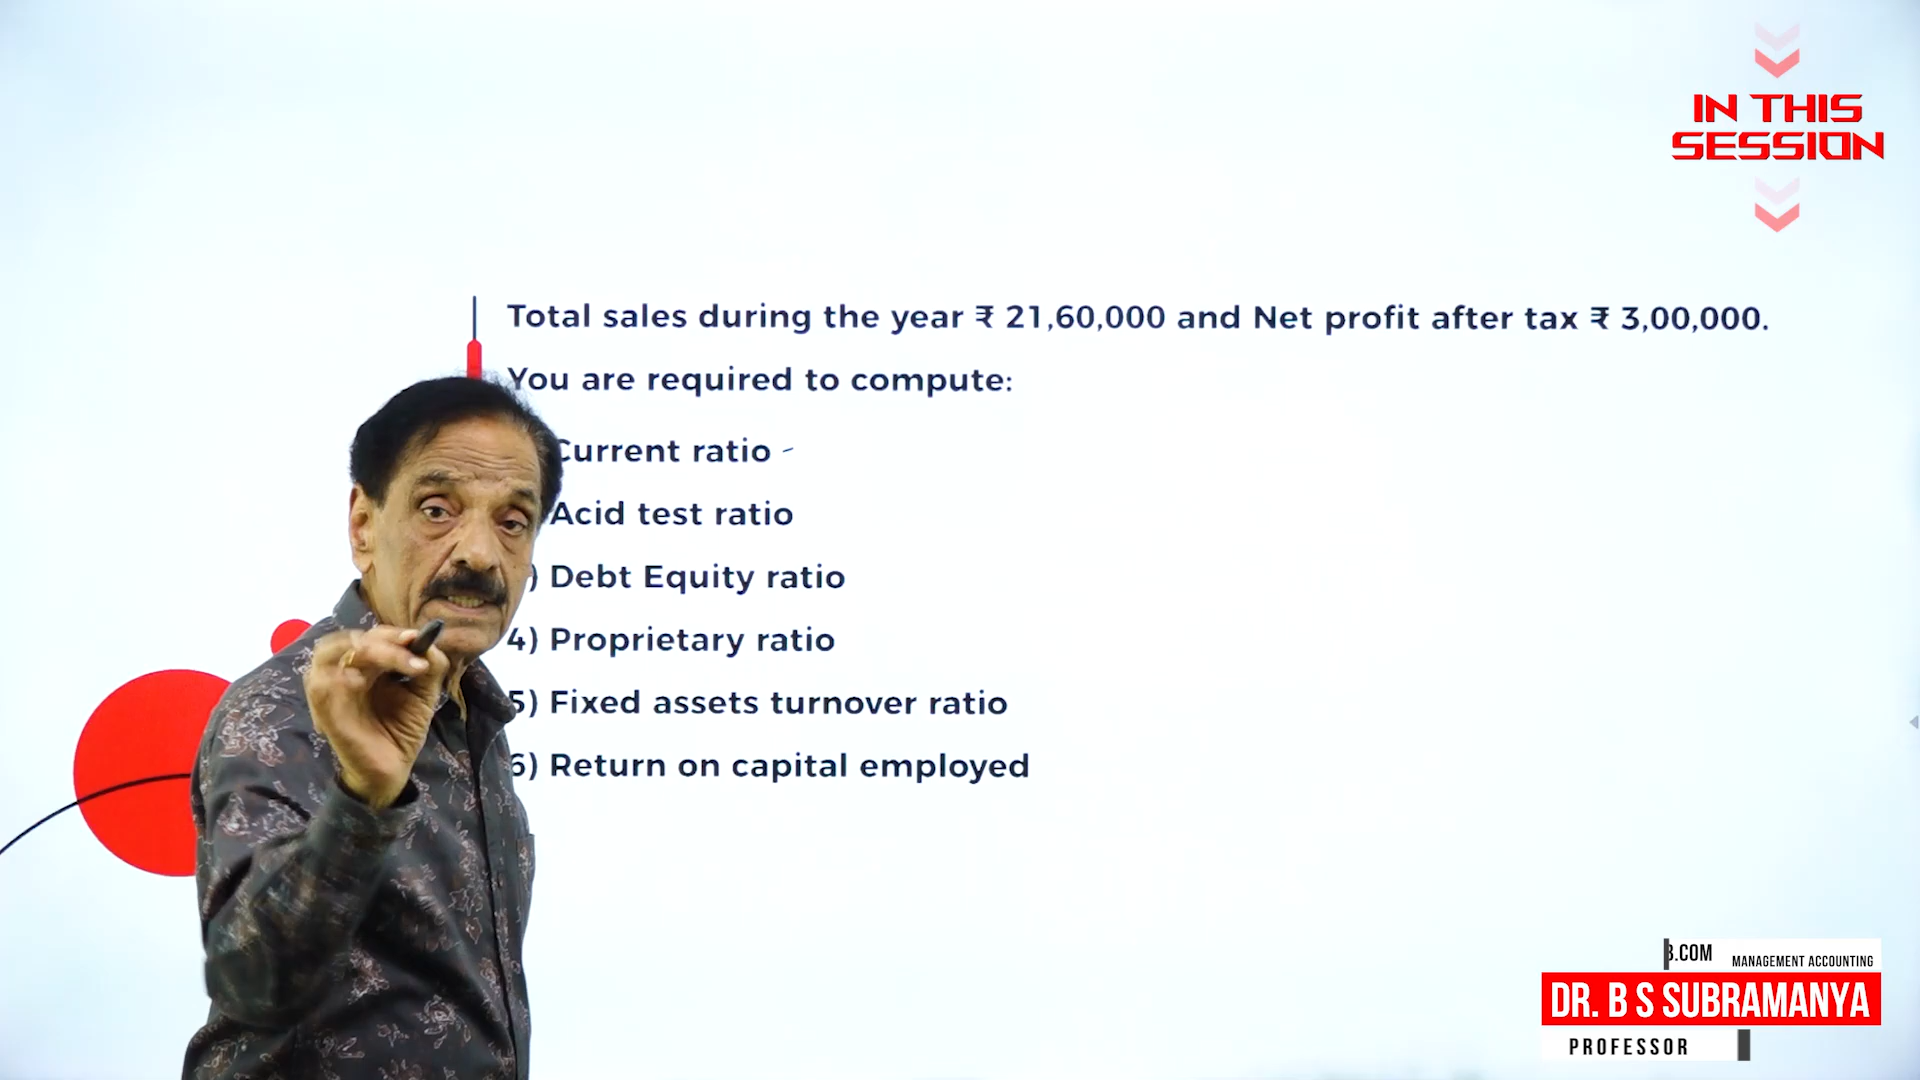 IN THIS
SESSION
Total sales during the year ₹ 21,60,000 and Net profit after tax ₹ 3,00,000.
You are required to compute:
Current ratio -
Acid test ratio
) Debt Equity ratio
4) Proprietary ratio
5) Fixed assets turnover ratio
6) Return on capital employed
B.COM MANAGEMENT ACCOUNTING
DR. B S SUBRAMANYA
PROFESSOR